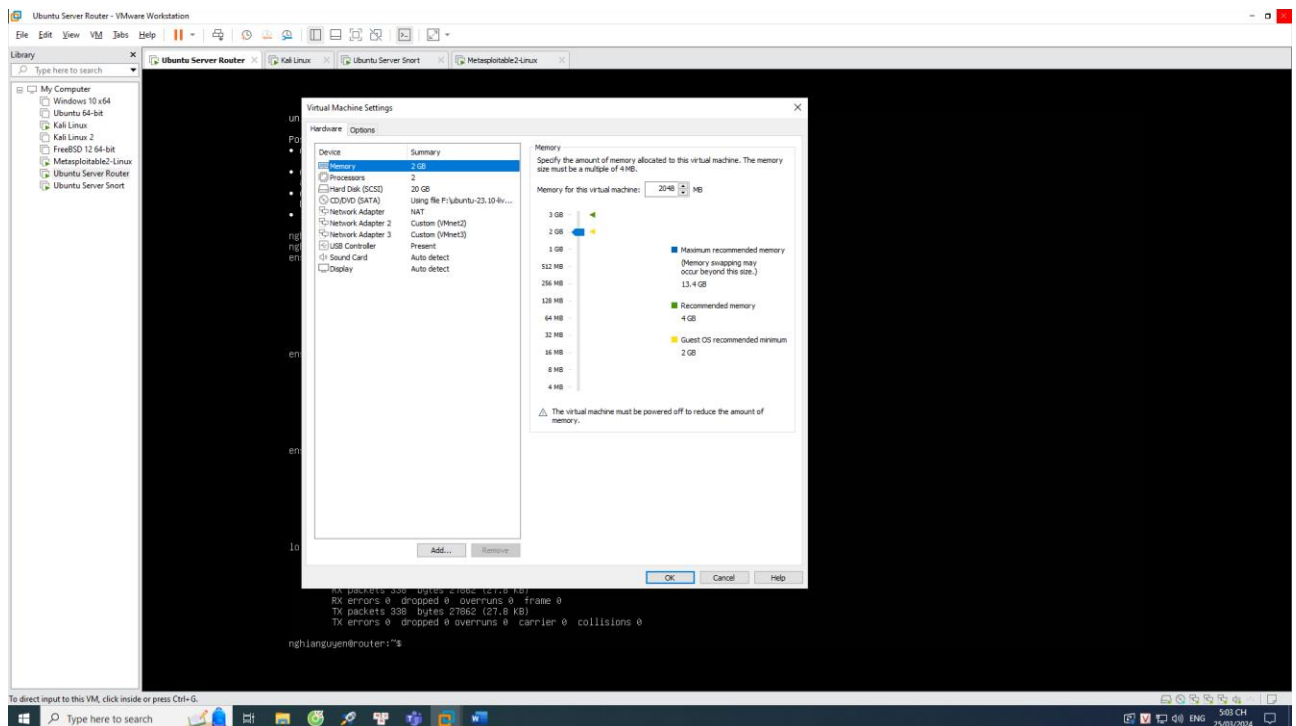 Ubuntu Server Router - VMware Workstation
File Edit View VM Tabs Help
Library
Type here to search
My Computer
Windows 10 x64
Ubuntu 64-bit
Kali Linux
Kali Linux 2
FreeBSD 12 64-bit
Metasploitable2-Linux
Ubuntu Server Router
Ubuntu Server Snort
Ubuntu Server Router
Kali Linux
Ubuntu Server Snort
Metasploitable2-Linux
Virtual Machine Settings
Hardware Options
Device Summary
Memory 2 GB
Processors 2
Hard Disk (SCSI) 20 GB
CD/DVD (SATA) Using file F:\ubuntu-23.10-liv...
Network Adapter NAT
Network Adapter 2 Custom (VMnet2)
Network Adapter 3 Custom (VMnet3)
USB Controller Present
Sound Card Auto detect
Display Auto detect
Add... Remove
Memory
Specify the amount of memory allocated to this virtual machine. The memory
size must be a multiple of 4 MB.
Memory for this virtual machine: 2048 MB
3 GB
2 GB
1 GB
512 MB
256 MB
128 MB
64 MB
32 MB
16 MB
8 MB
4 MB
Maximum recommended memory
(Memory swapping may
occur beyond this size.)
13.4 GB
Recommended memory
4 GB
Guest OS recommended minimum
2 GB
The virtual machine must be powered off to reduce the amount of
memory.
OK Cancel Help
RX packets 338 bytes 27862 (27.8 KB)
RX errors 0 dropped 0 overruns 0 frame 0
TX packets 338 bytes 27862 (27.8 KB)
TX errors 0 dropped 0 overruns 0 carrier 0 collisions 0
nghianguyen@router:~$
To direct input to this VM, click inside or press Ctrl+G.
Type here to search
ENG
5:03 CH
25/03/2024